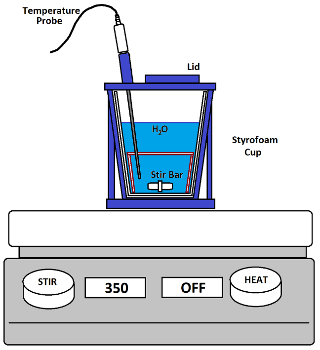 Temperature
Probe
Lid
H₂O
Styrofoam
Cup
Stir Bar
STIR
350
OFF
HEAT